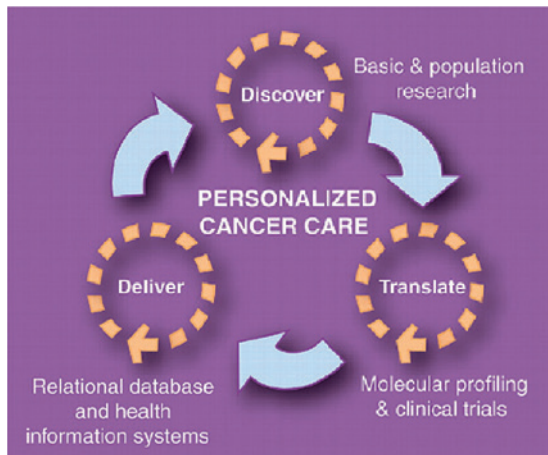 Discover
Basic & population
research
PERSONALIZED
CANCER CARE
Deliver
Translate
Relational database
and health
information systems
Molecular profiling
& clinical trials